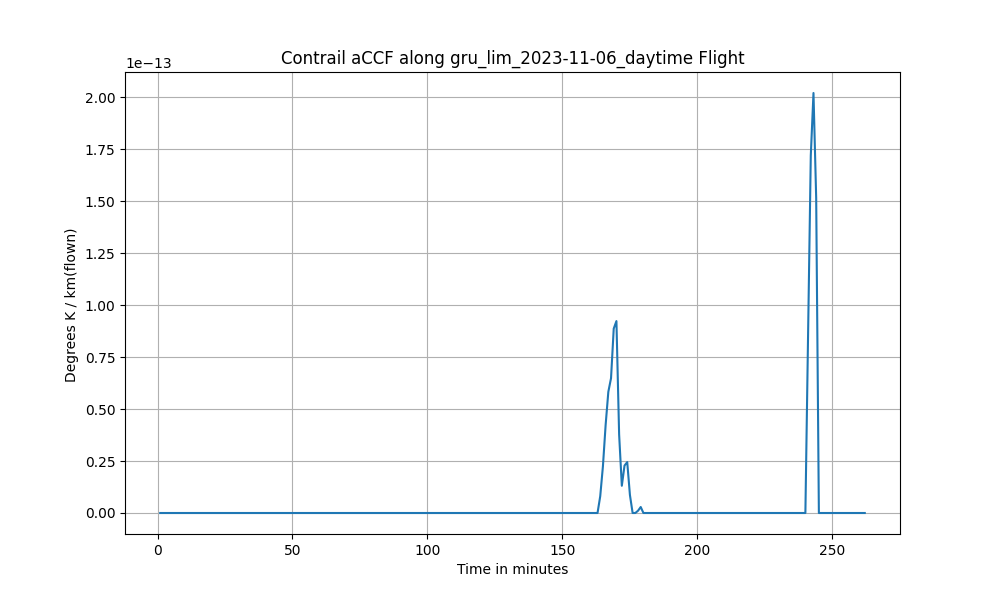 Contrail aCCF along gru_lim_2023-11-06_daytime Flight
1e−13
2.00
1.75
1.50
1.25
1.00
0.75
0.50
0.25
0.00
Degrees K / km(flown)
0 50 100 150 200 250
Time in minutes